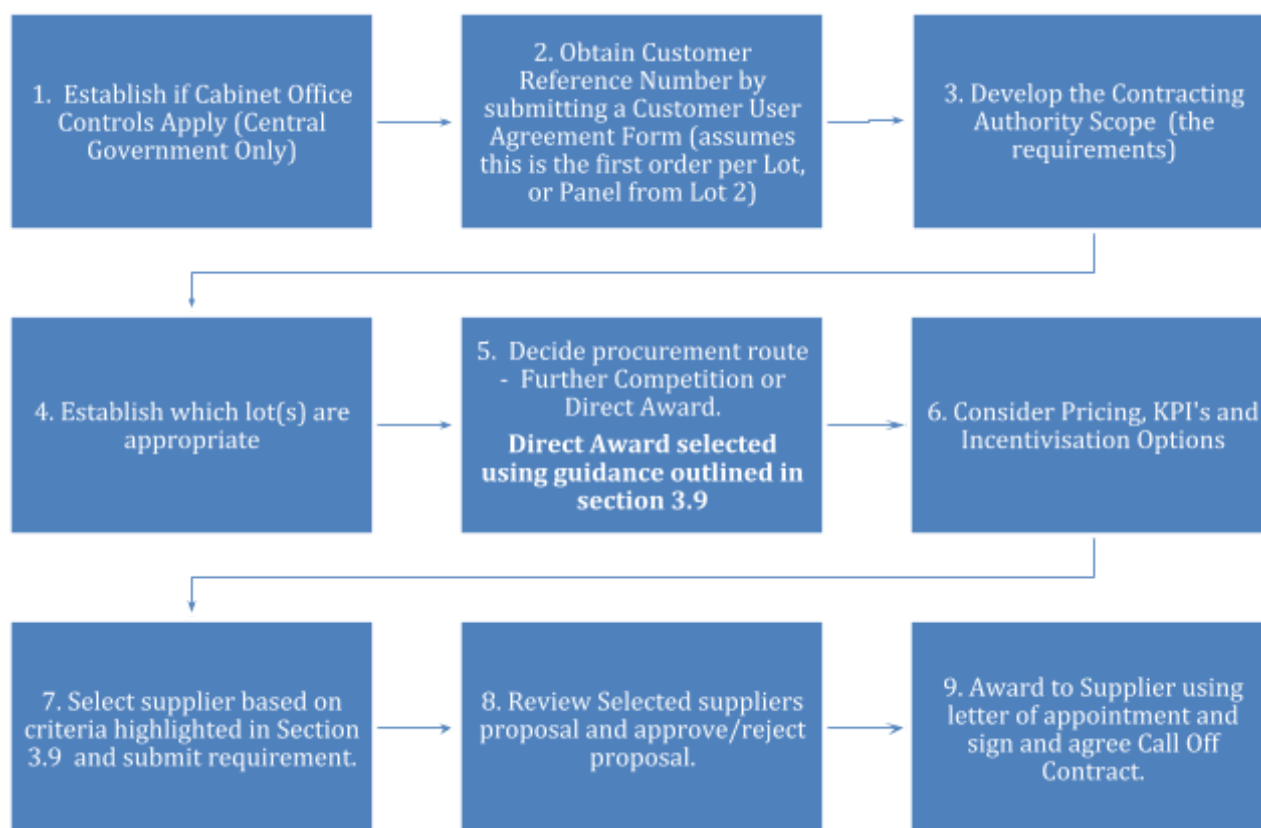 1.  Establish if Cabinet Office
Controls Apply (Central
Government Only)
2. Obtain Customer
Reference Number by
submitting a Customer User
Agreement Form (assumes
this is the first order per Lot,
or Panel from Lot 2)
3. Develop the Contracting
Authority Scope  (the
requirements)
4. Establish which lot(s) are
appropriate
5.  Decide procurement route
-  Further Competition or
Direct Award.
Direct Award selected
using guidance outlined in
section 3.9
6. Consider Pricing, KPI's and
Incentivisation Options
7. Select supplier based on
criteria highlighted in Section
3.9  and submit requirement.
8. Review Selected suppliers
proposal and approve/reject
proposal.
9. Award to Supplier using
letter of appointment and
sign and agree Call Off
Contract.